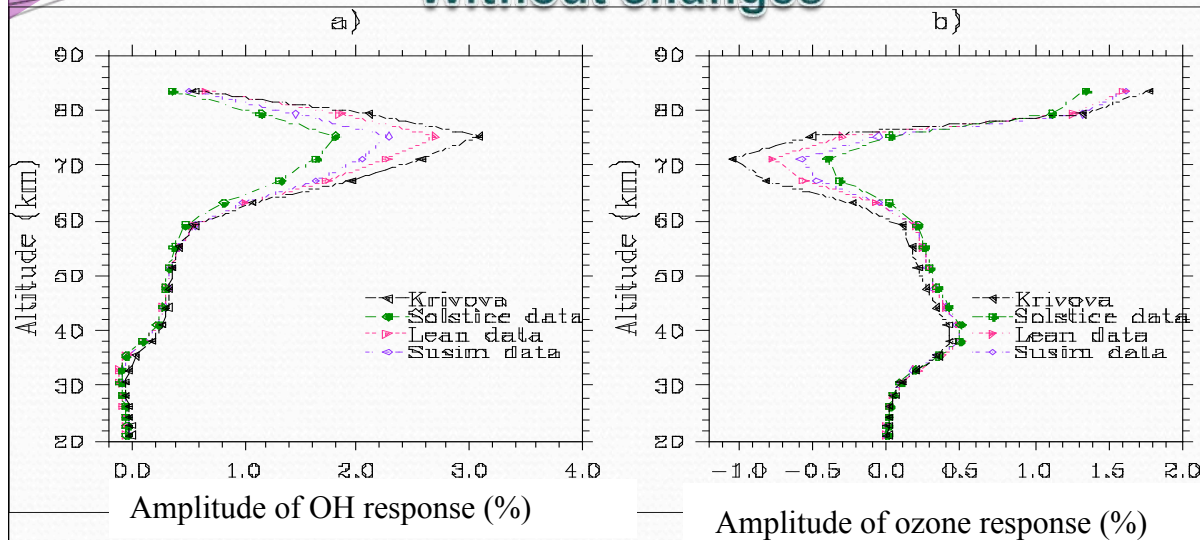 Without changes
a)
b)
90
80
70
60
50
40
30
20
Altitude (km)
Krivova
Solstice data
Lean data
Susim data
0.0 1.0 2.0 3.0 4.0
Amplitude of OH response (%)
90
80
70
60
50
40
30
20
Altitude (km)
Krivova
Solstice data
Lean data
Susim data
-1.0 -0.5 0.0 0.5 1.0 1.5 2.0
Amplitude of ozone response (%)